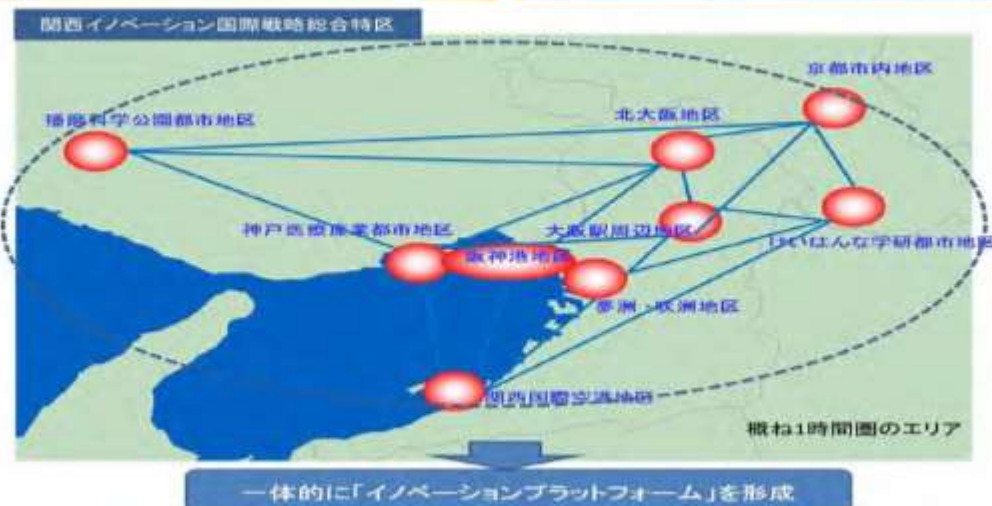 関西イノベーション国際戦略総合特区
京都市内地区
播磨科学公園都市地区
北大阪地区
神戸医療産業都市地区
大阪駅周辺地区
けいはんな学研都市地区
阪神港地区
夢洲・咲洲地区
関西国際空港地区
概ね1時間圏のエリア
一体的に「イノベーションプラットフォーム」を形成